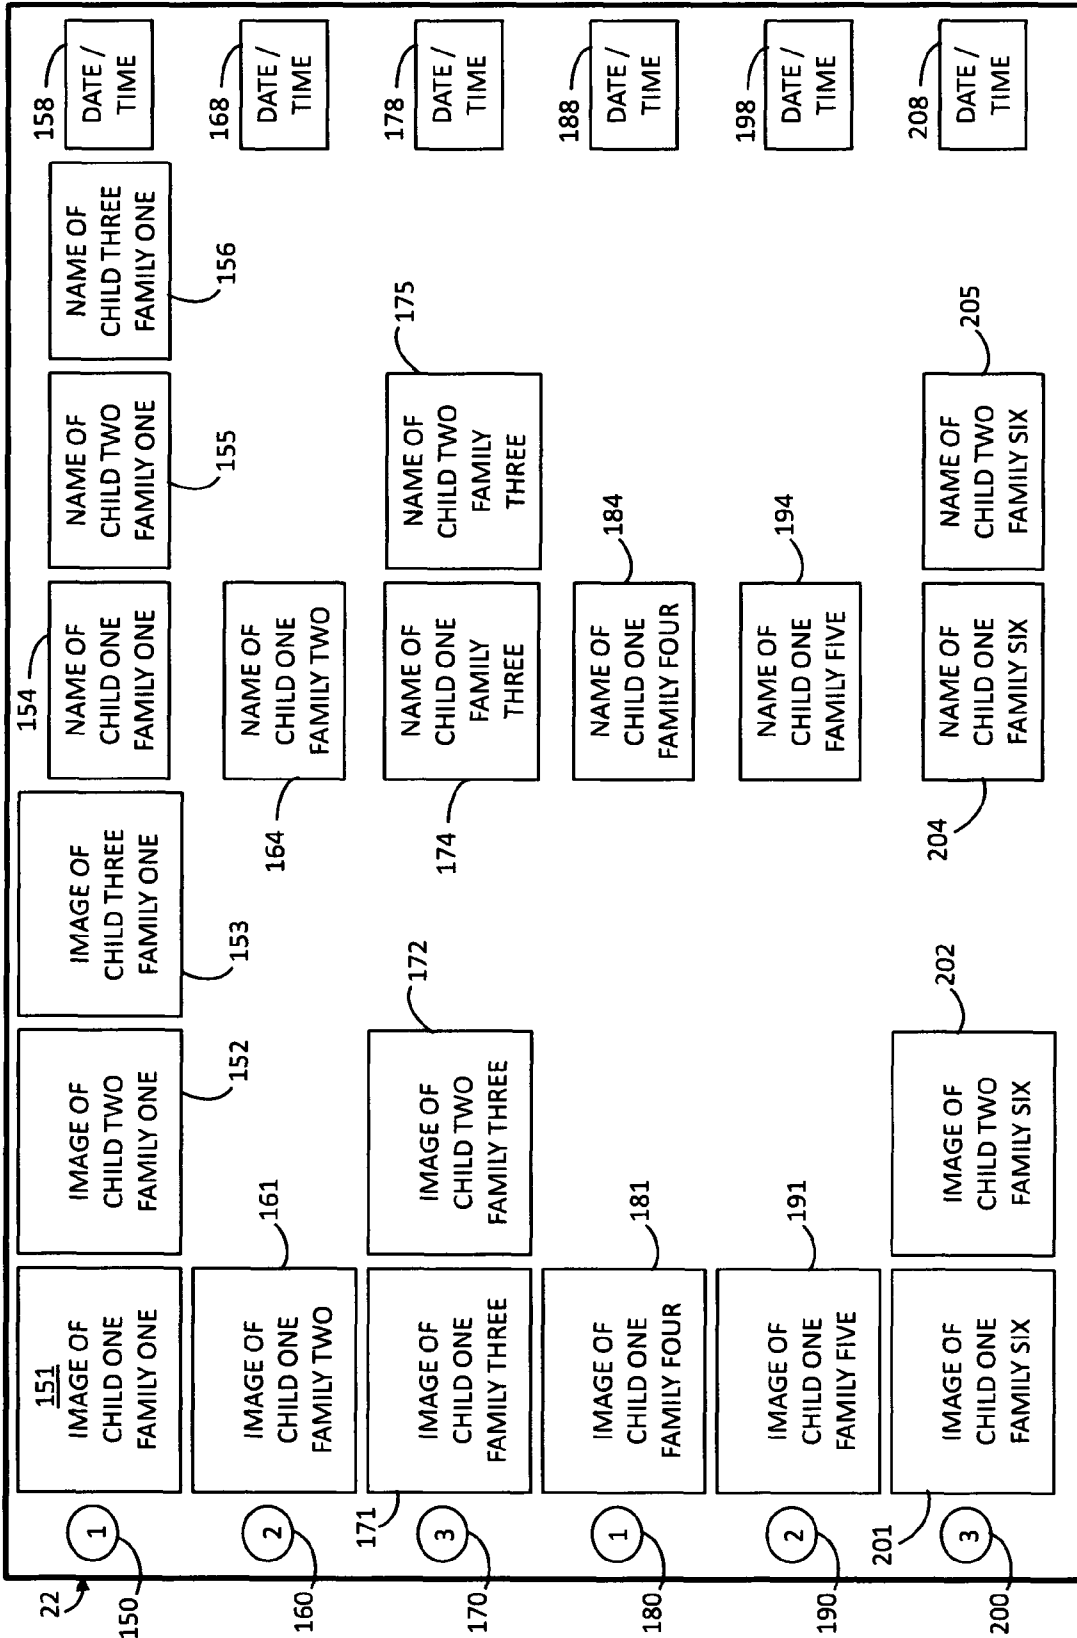 22
150
1
151
IMAGE OF
CHILD ONE
FAMILY ONE
IMAGE OF
CHILD TWO
FAMILY ONE
152
IMAGE OF
CHILD THREE
FAMILY ONE
153
154
NAME OF
CHILD ONE
FAMILY ONE
NAME OF
CHILD TWO
FAMILY ONE
155
NAME OF
CHILD THREE
FAMILY ONE
156
158
DATE /
TIME
160
2
IMAGE OF
CHILD ONE
FAMILY TWO
161
164
NAME OF
CHILD ONE
FAMILY TWO
168
DATE /
TIME
170
3
171
IMAGE OF
CHILD ONE
FAMILY THREE
IMAGE OF
CHILD TWO
FAMILY THREE
172
174
NAME OF
CHILD ONE
FAMILY
THREE
NAME OF
CHILD TWO
FAMILY
THREE
175
178
DATE /
TIME
180
1
IMAGE OF
CHILD ONE
FAMILY FOUR
181
NAME OF
CHILD ONE
FAMILY FOUR
184
188
DATE /
TIME
190
2
IMAGE OF
CHILD ONE
FAMILY FIVE
191
NAME OF
CHILD ONE
FAMILY FIVE
194
198
DATE /
TIME
200
3
201
IMAGE OF
CHILD ONE
FAMILY SIX
IMAGE OF
CHILD TWO
FAMILY SIX
202
204
NAME OF
CHILD ONE
FAMILY SIX
NAME OF
CHILD TWO
FAMILY SIX
205
208
DATE /
TIME